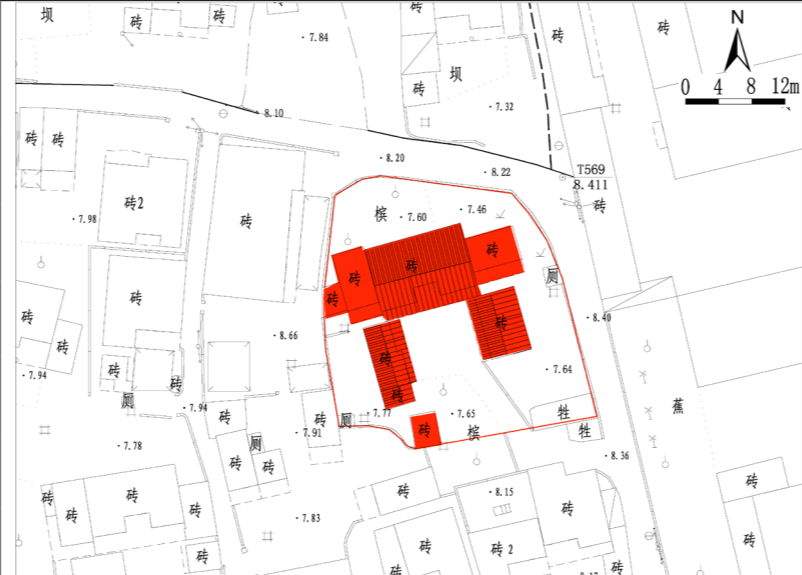 坝
砖
7.84
砖
坝
砖
7.32
砖
砖
N
0 4 8 12m
8.10
砖
砖
8.20
8.22
T569
8.411
砖
砖2
7.98
砖
槟
7.60
7.46
砖
砖
砖
砖
厕
砖
砖
8.66
砖
8.40
砖
砖
7.94
砖
砖
厕
7.94
砖
砖
7.64
蕉
砖
厕
7.77
7.65
牲
牲
砖
槟
7.91
厕
7.78
砖
砖
8.36
砖
砖
砖
砖
砖
砖
8.15
砖
砖
7.83
砖
砖
砖2
砖
砖
砖